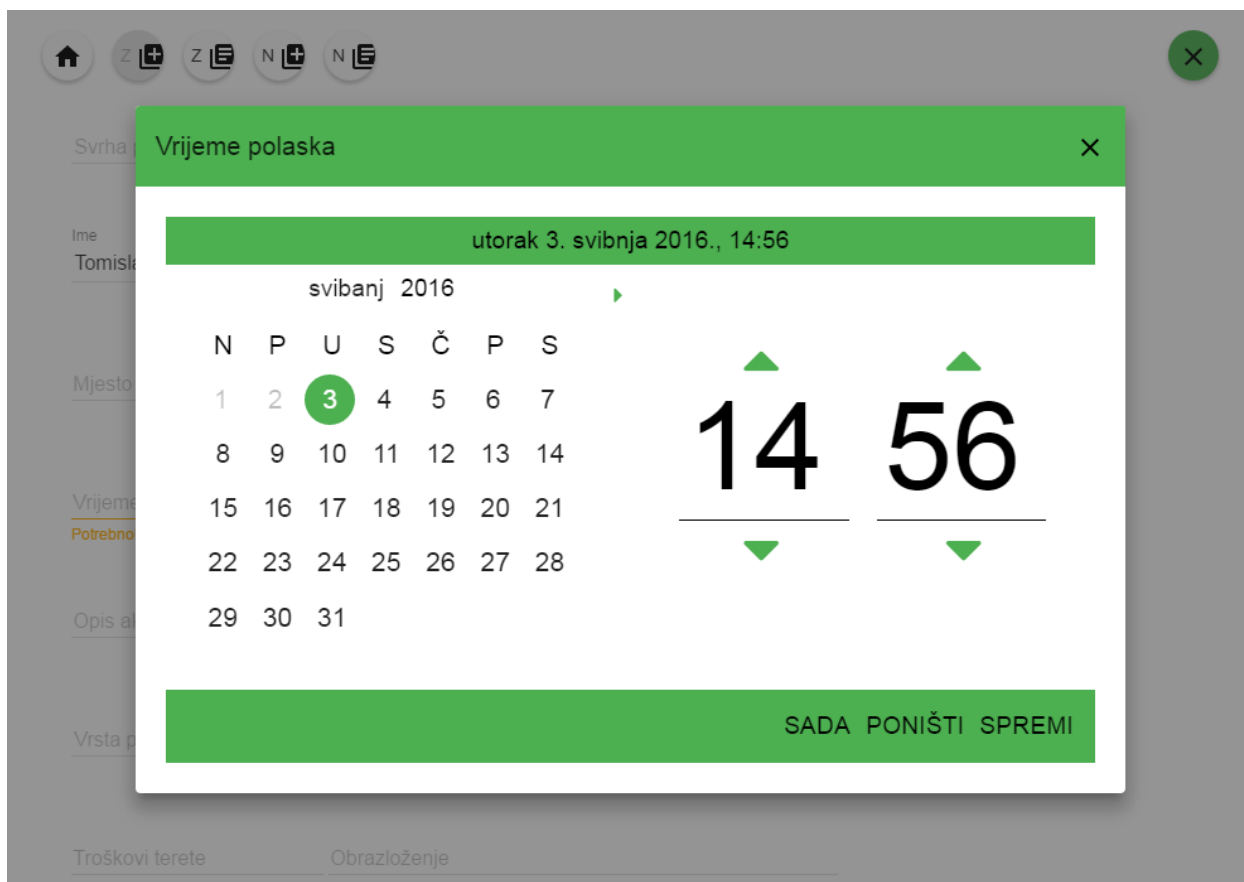 Z Z N N
Vrijeme polaska
Svrha
utorak 3. svibnja 2016., 14:56
Ime
svibanj 2016
N P U S Č P S
1 2 3 4 5 6 7
8 9 10 11 12 13 14
15 16 17 18 19 20 21
22 23 24 25 26 27 28
29 30 31
14 56
Mjesto
Vrijeme
Potrebno
Opis
SADA PONIŠTI SPREMI
Vrsta
Troškovi terete Obrazloženje